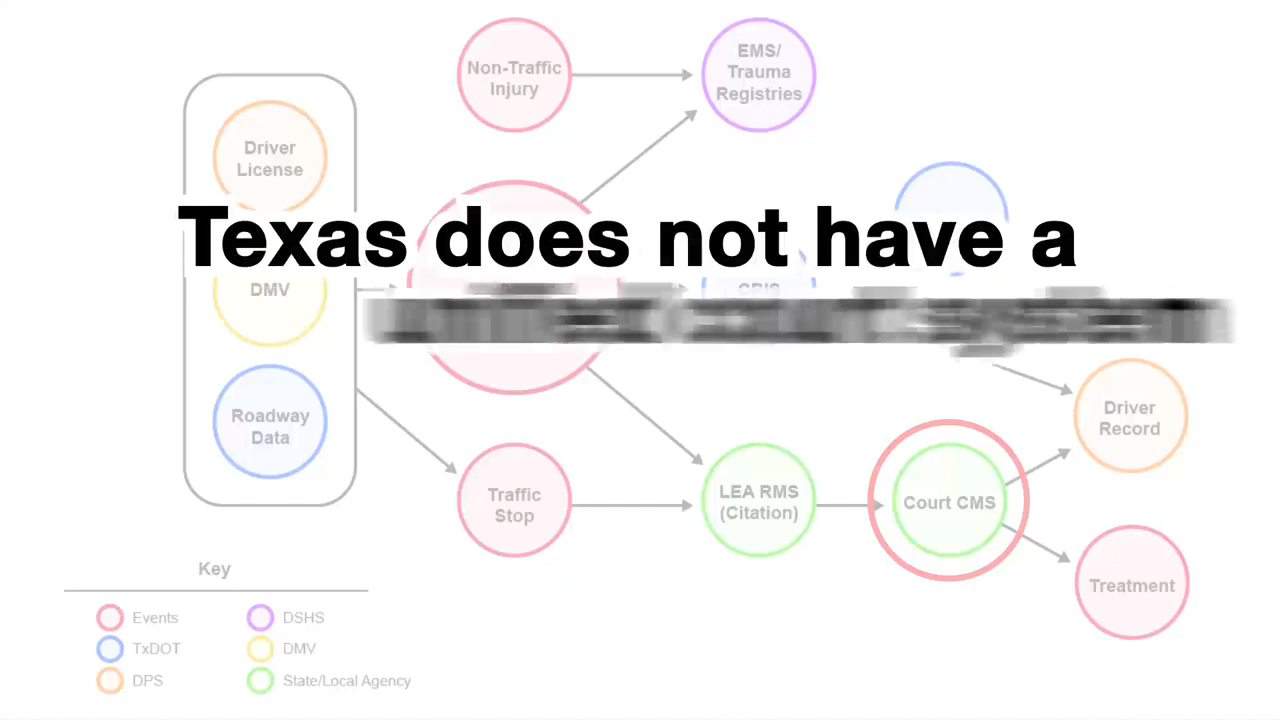 Non-Traffic
Injury
EMS/
Trauma
Registries
Driver
License
Texas does not have a
DMV
CRIS
Roadway
Data
Driver
Record
Traffic
Stop
LEA RMS
(Citation)
Court CMS
Treatment
Key
Events
DSHS
TxDOT
DMV
DPS
State/Local Agency